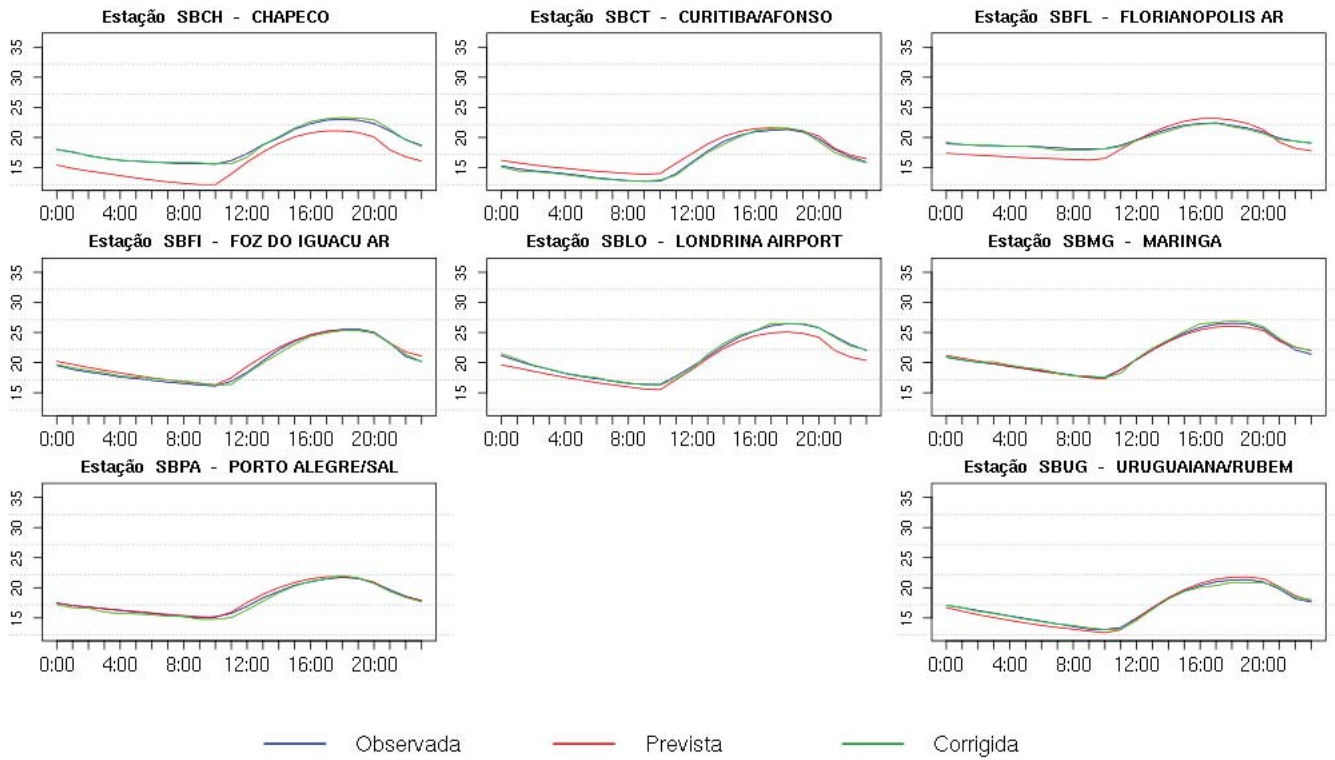 Estação SBCH - CHAPECO
Estação SBCT - CURITIBA/AFONSO
Estação SBFL - FLORIANOPOLIS AR
35
30
25
20
15
0:00 4:00 8:00 12:00 16:00 20:00
35
30
25
20
15
0:00 4:00 8:00 12:00 16:00 20:00
35
30
25
20
15
0:00 4:00 8:00 12:00 16:00 20:00
Estação SBFI - FOZ DO IGUACU AR
Estação SBLO - LONDRINA AIRPORT
Estação SBMG - MARINGA
35
30
25
20
15
0:00 4:00 8:00 12:00 16:00 20:00
35
30
25
20
15
0:00 4:00 8:00 12:00 16:00 20:00
35
30
25
20
15
0:00 4:00 8:00 12:00 16:00 20:00
Estação SBPA - PORTO ALEGRE/SAL
Estação SBUG - URUGUAIANA/RUBEM
35
30
25
20
15
0:00 4:00 8:00 12:00 16:00 20:00
35
30
25
20
15
0:00 4:00 8:00 12:00 16:00 20:00
Observada Prevista Corrigida